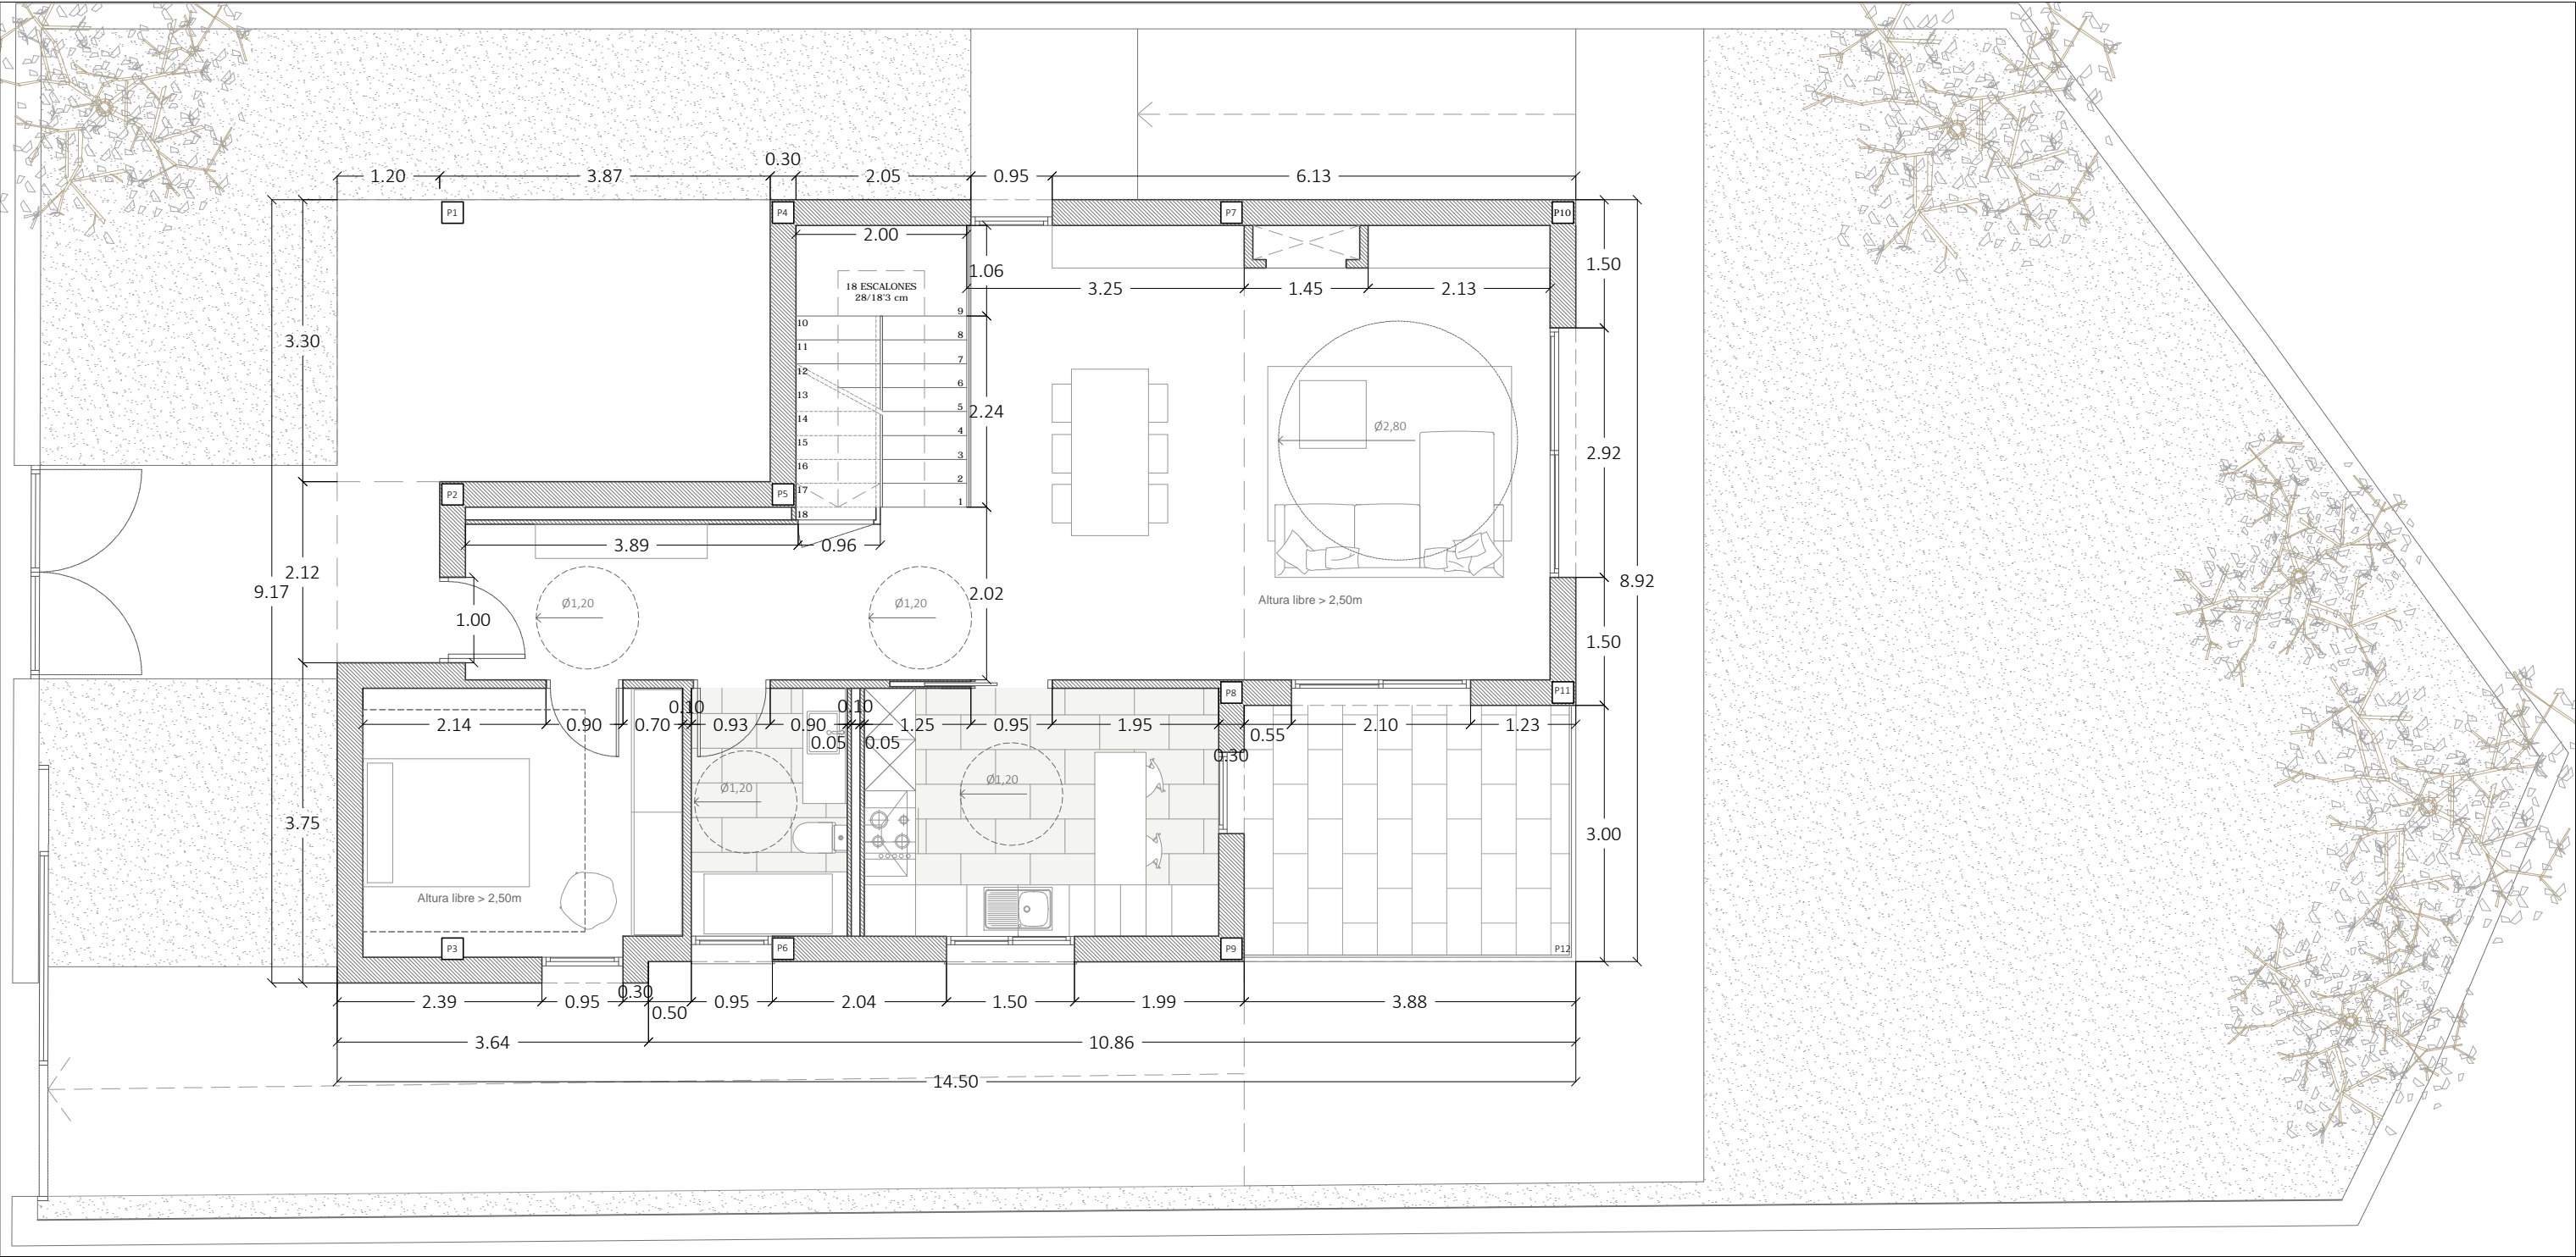 0.30
1.20 3.87 2.05 0.95 6.13
P1 P4 P7 P10
2.00
1.06 1.50
18 ESCALONES
28/18'3 cm
3.25 1.45 2.13
9
10
8
3.30
11
7
12
6
13
5
2.24
14
Ø2,80
4
15
2.92
3
16
2
17
P2 P5
1
18
3.89 0.96
2.12
9.17
8.92
2.02
Ø1,20 Ø1,20
Altura libre > 2,50m
1.00
1.50
P8 P11
0.10 0.10
2.14 0.90 0.70 0.93 0.90 1.25 0.95 1.95 2.10 1.23
0.05 0.05 0.55
0.30
Ø1,20 Ø1,20
3.75
3.00
Altura libre > 2,50m
P3 P6 P9 P12
0.30
2.39 0.95 0.95 2.04 1.50 1.99 3.88
0.50
3.64 10.86
14.50